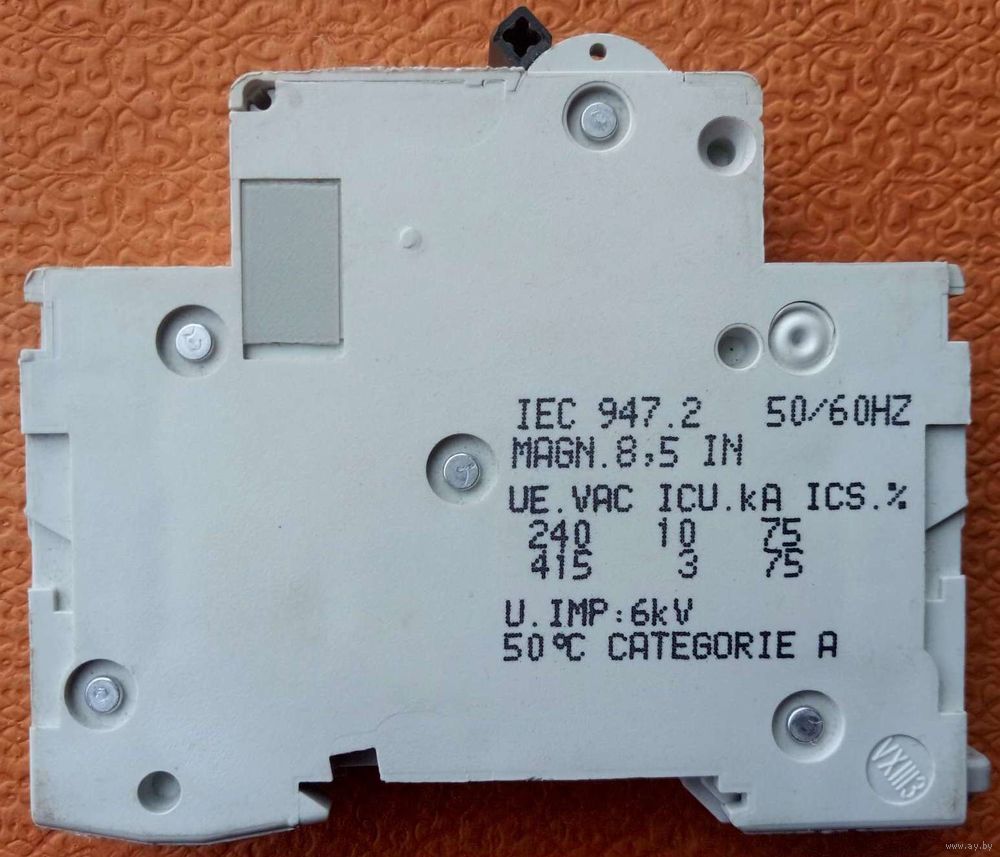 IEC 947.2 50/60HZ
MAGN.8,5 IN
UE.VAC ICU.kA ICS.%
240 10 75
415 3 75
U.IMP:6kV
50°C CATEGORIE A
VXIII3
www.ay.by